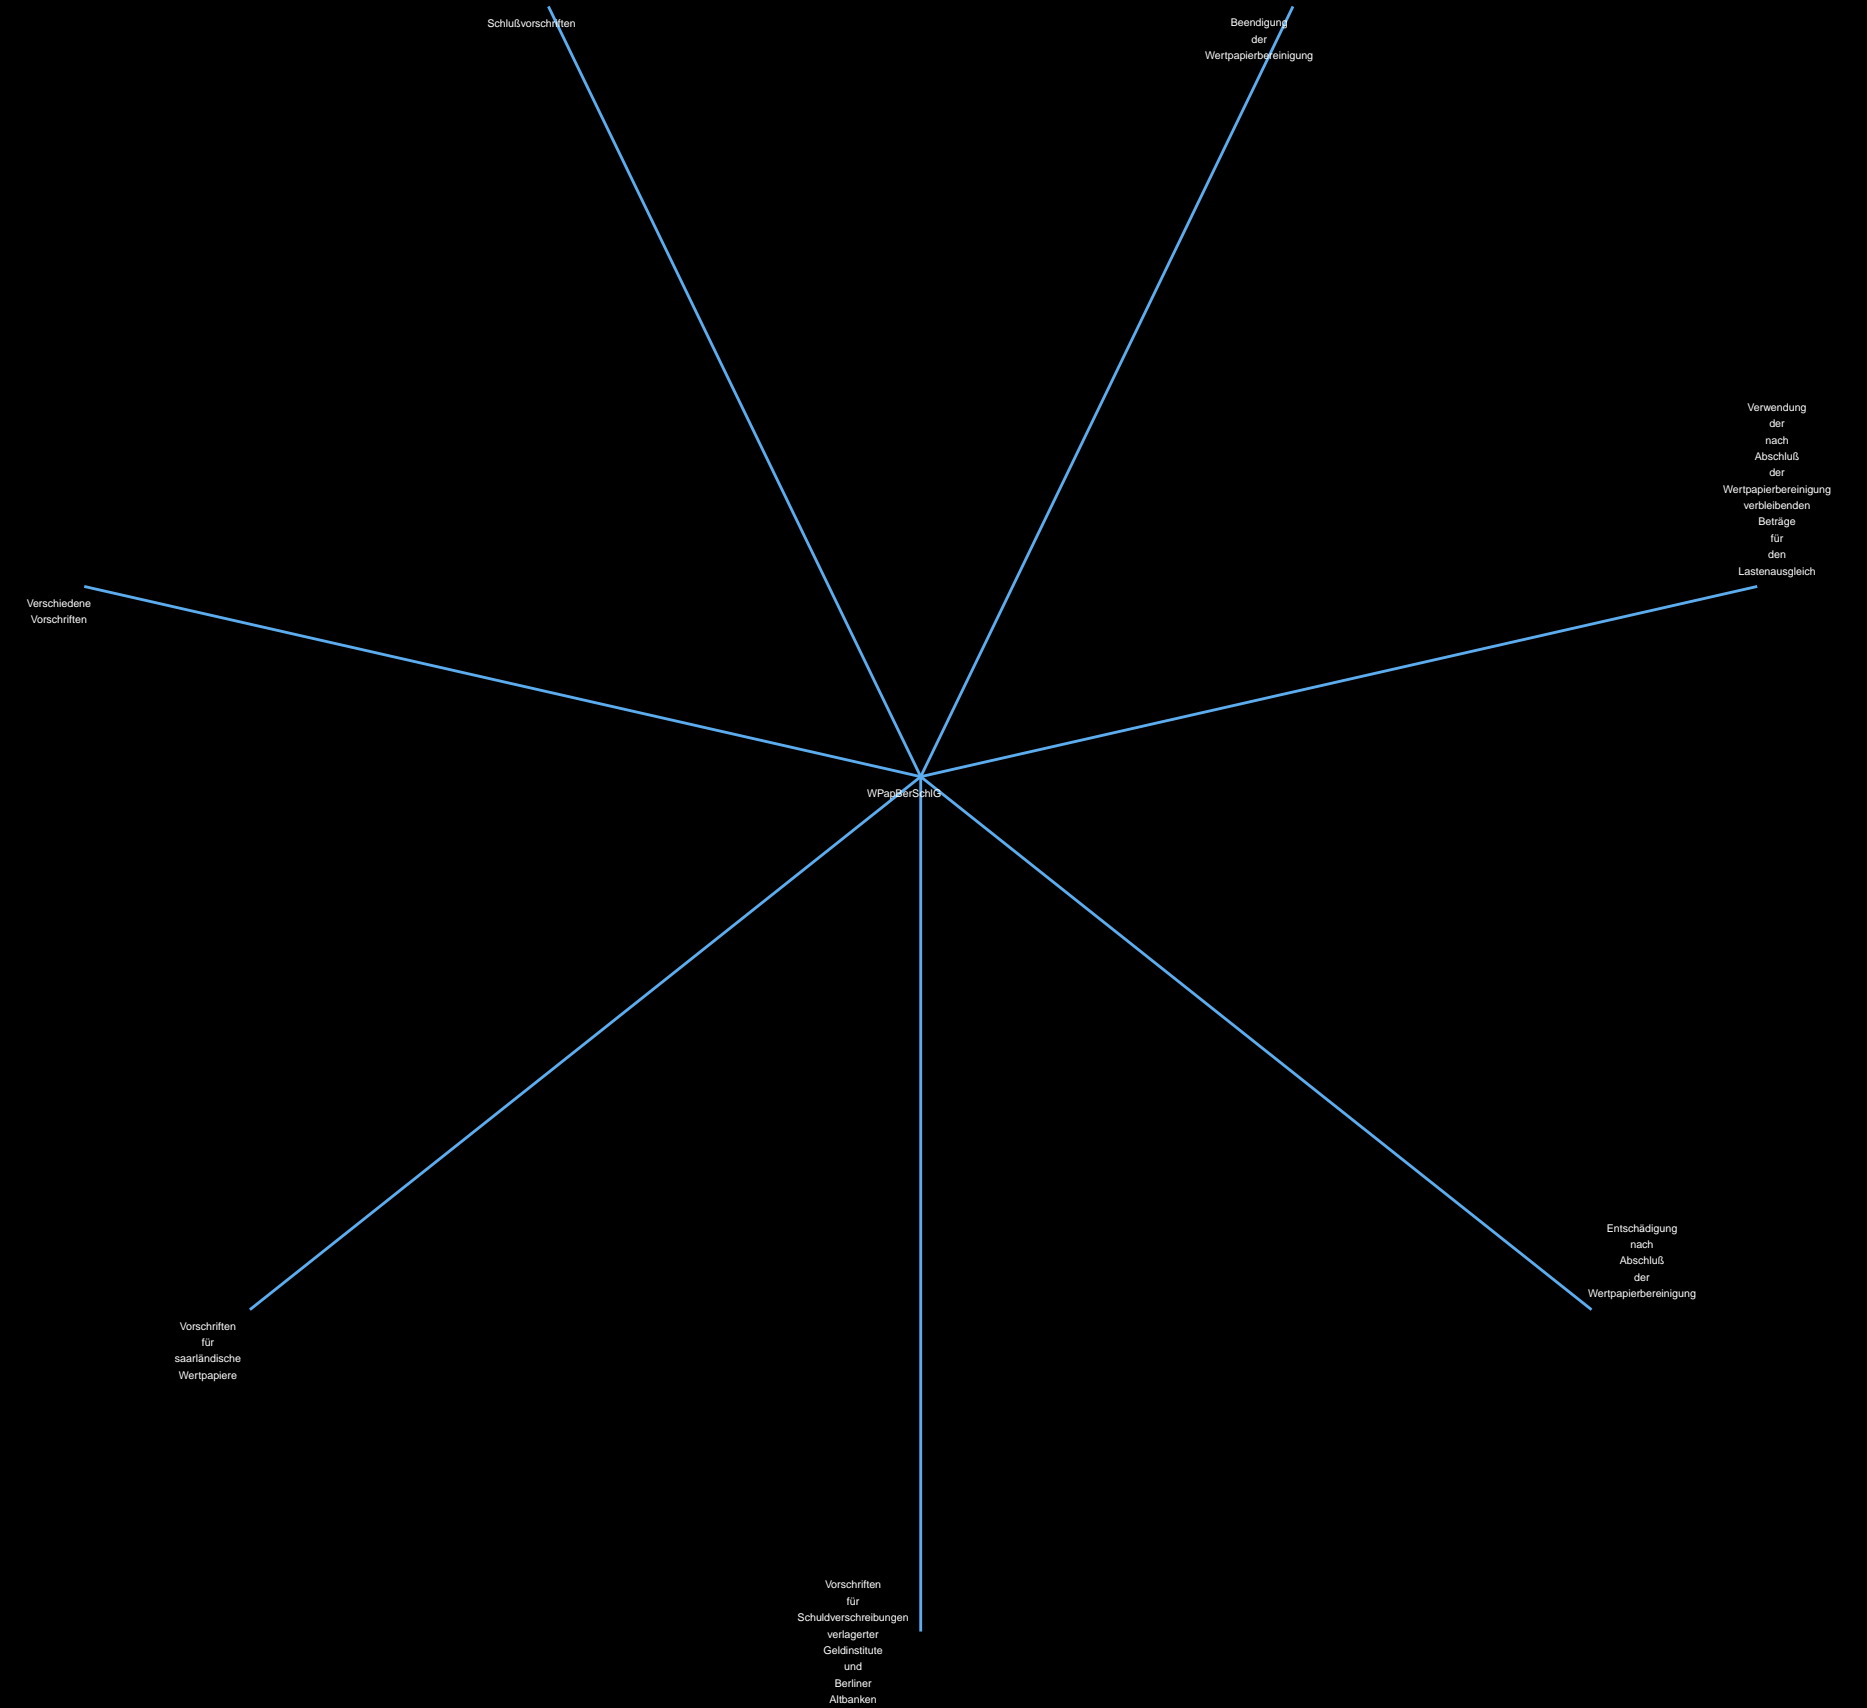 Schlußvorschriften
Beendigung
der
Wertpapierbereinigung
Verwendung
der
nach
Abschluß
der
Wertpapierbereinigung
verbleibenden
Beträge
für
den
Lastenausgleich
Verschiedene
Vorschriften
WPapBerSchlG
Entschädigung
nach
Abschluß
der
Wertpapierbereinigung
Vorschriften
für
saarländische
Wertpapiere
Vorschriften
für
Schuldverschreibungen
verlagerter
Geldinstitute
und
Berliner
Altbanken